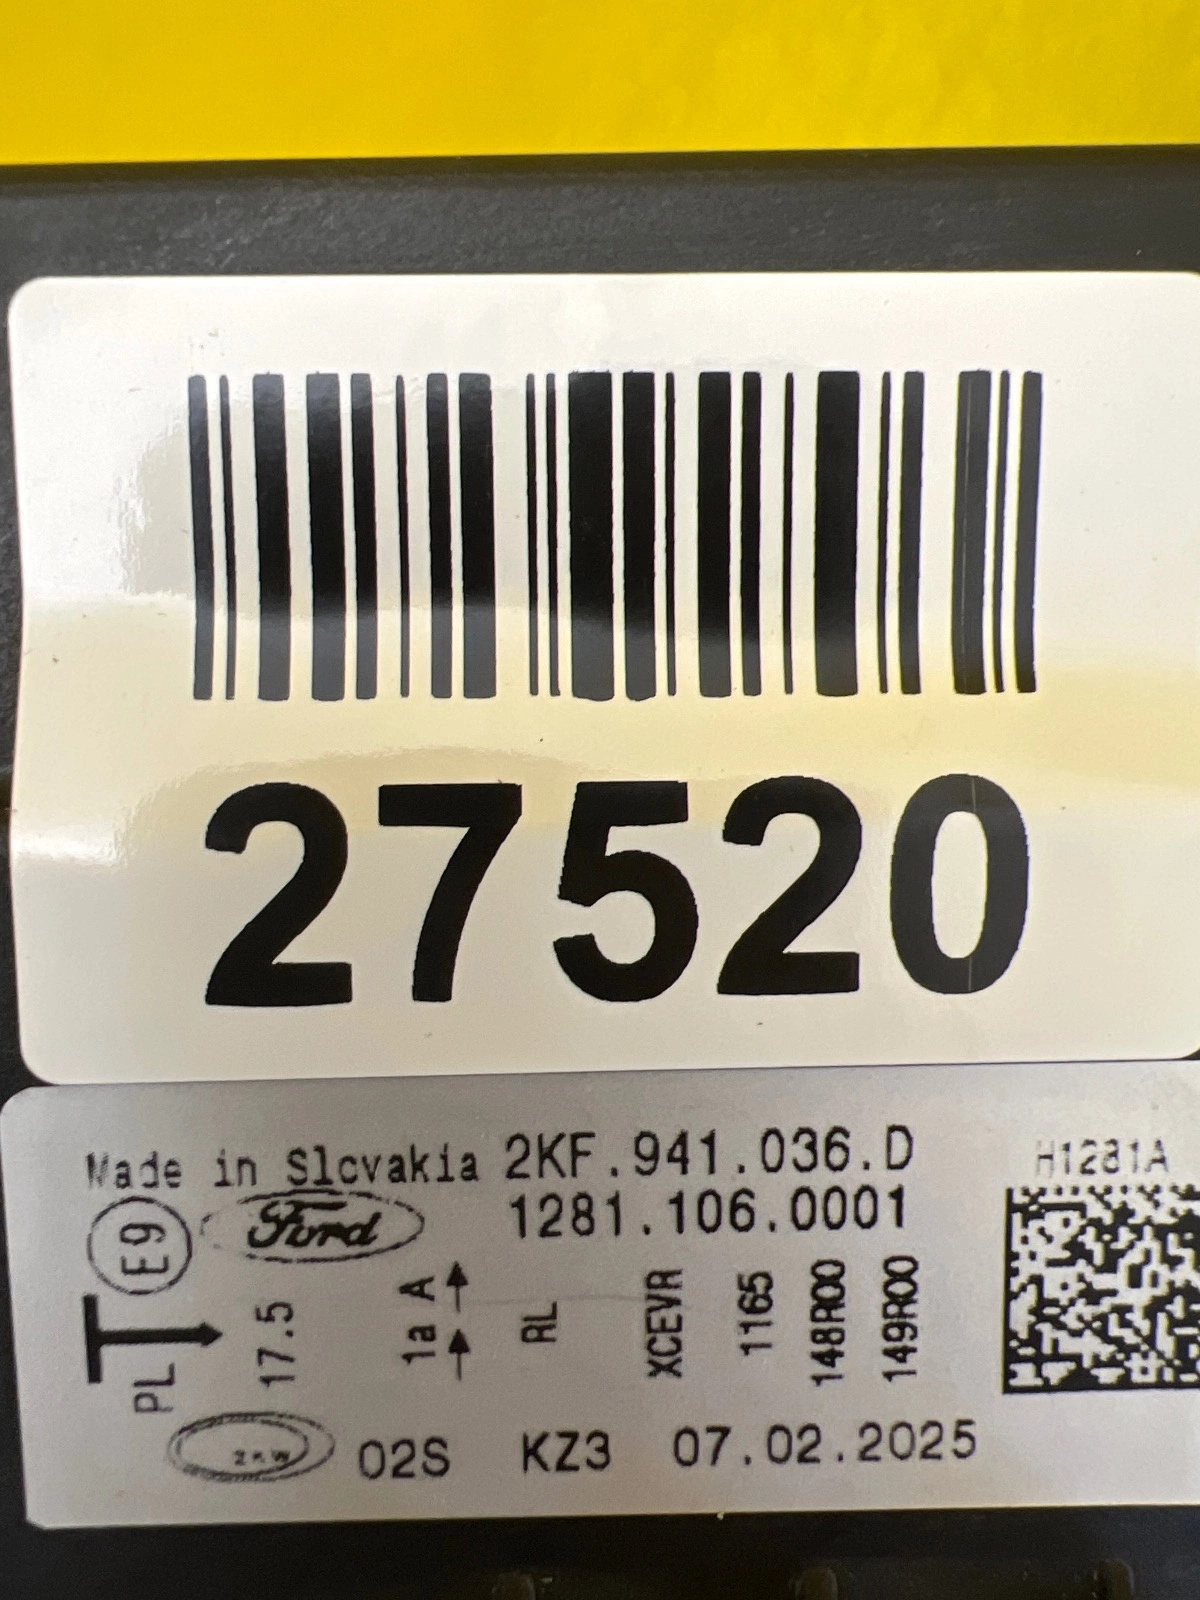 27520
Made in Slovakia 2KF.941.036.D
H1281A
Ford 1281.106.0001
E9
PL
17.5
1a A
RL
XCEVR
1165
148R00
149R00
ZKW 02S KZ3 07.02.2025